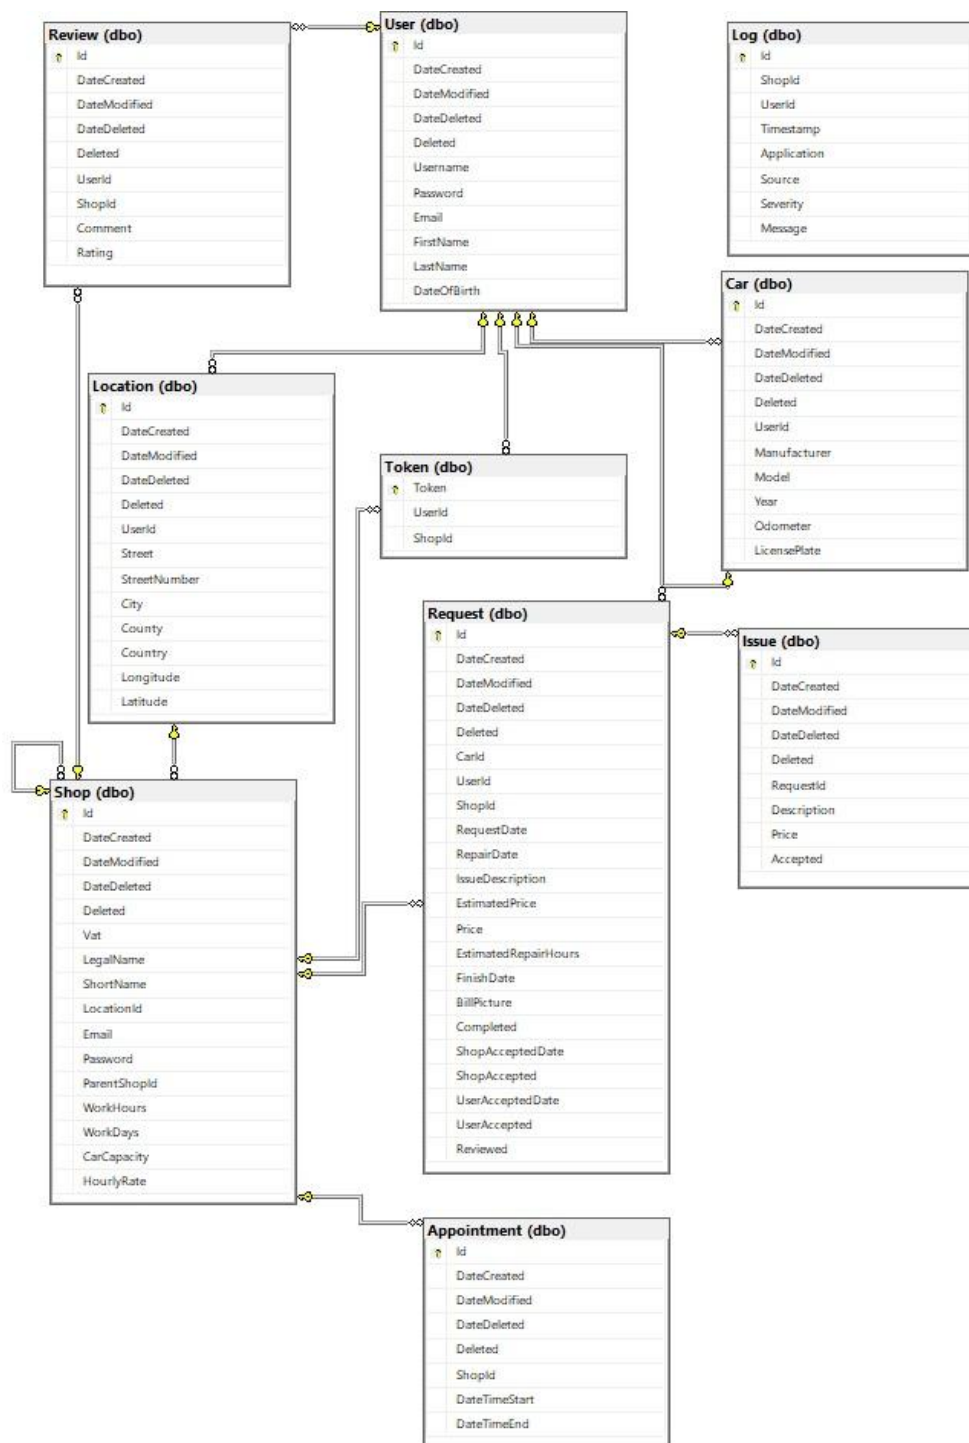 Review (dbo)
Id
DateCreated
DateModified
DateDeleted
Deleted
UserId
ShopId
Comment
Rating
User (dbo)
Id
DateCreated
DateModified
DateDeleted
Deleted
Username
Password
Email
FirstName
LastName
DateOfBirth
Log (dbo)
Id
ShopId
UserId
Timestamp
Application
Source
Severity
Message
Car (dbo)
Id
DateCreated
DateModified
DateDeleted
Deleted
UserId
Manufacturer
Model
Year
Odometer
LicensePlate
Location (dbo)
Id
DateCreated
DateModified
DateDeleted
Deleted
UserId
Street
StreetNumber
City
County
Country
Longitude
Latitude
Token (dbo)
Token
UserId
ShopId
Request (dbo)
Id
DateCreated
DateModified
DateDeleted
Deleted
CarId
UserId
ShopId
RequestDate
RepairDate
IssueDescription
EstimatedPrice
Price
EstimatedRepairHours
FinishDate
BillPicture
Completed
ShopAcceptedDate
ShopAccepted
UserAcceptedDate
UserAccepted
Reviewed
Issue (dbo)
Id
DateCreated
DateModified
DateDeleted
Deleted
RequestId
Description
Price
Accepted
Shop (dbo)
Id
DateCreated
DateModified
DateDeleted
Deleted
Vat
LegalName
ShortName
LocationId
Email
Password
ParentShopId
WorkHours
WorkDays
CarCapacity
HourlyRate
Appointment (dbo)
Id
DateCreated
DateModified
DateDeleted
Deleted
ShopId
DateTimeStart
DateTimeEnd